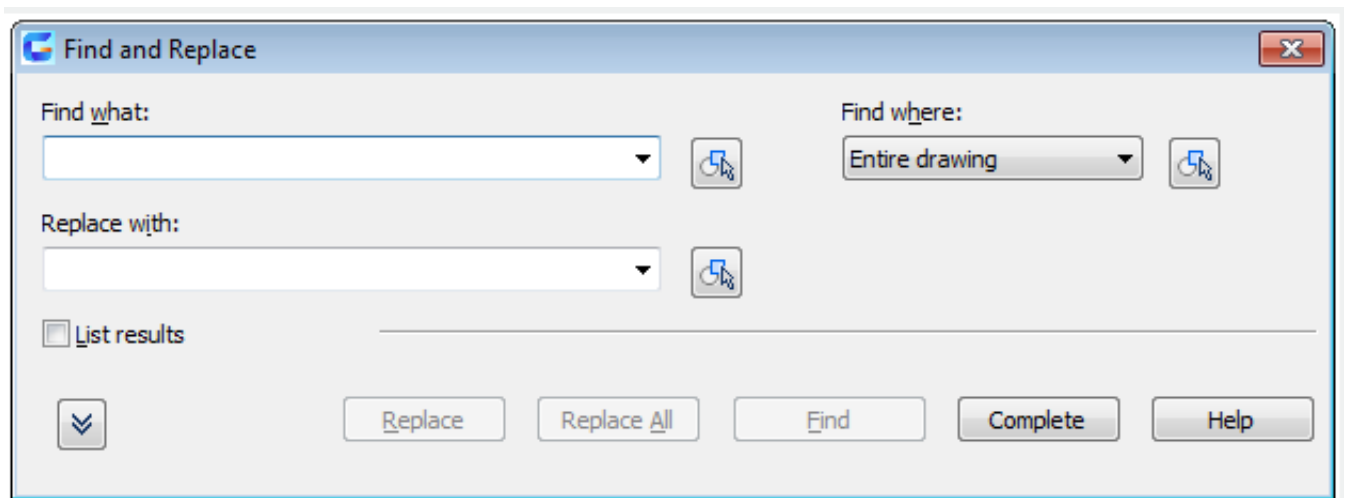 Find and Replace
Find what:
Find where:
Entire drawing
Replace with:
List results
Replace
Replace All
Find
Complete
Help